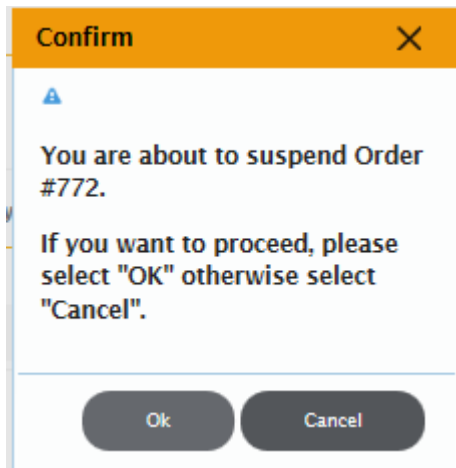 Confirm
You are about to suspend Order
#772.
If you want to proceed, please
select "OK" otherwise select
"Cancel".
Ok
Cancel